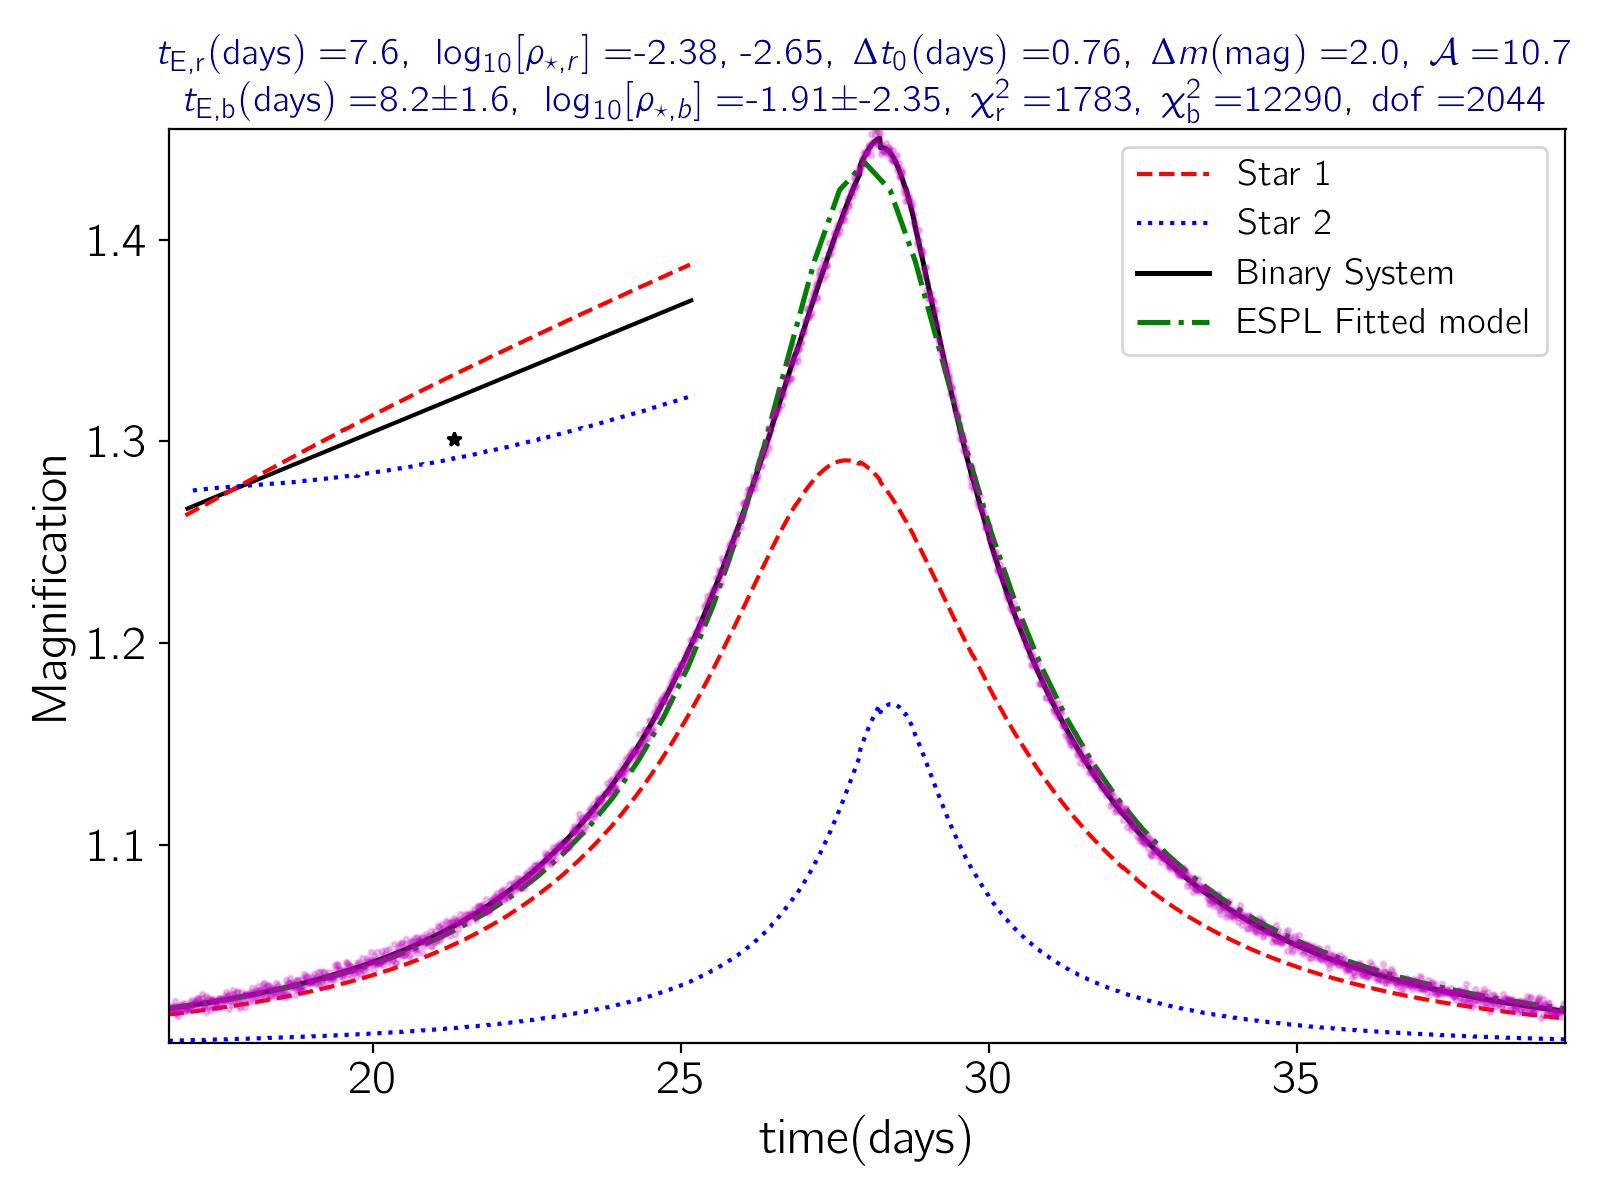 t_E,r(days) =7.6, log₁₀[ρ⋆,r] =-2.38, -2.65, Δt₀(days) =0.76, Δm(mag) =2.0, 𝒜 =10.7
t_E,b(days) =8.2±1.6, log₁₀[ρ⋆,b] =-1.91±-2.35, χ²_r =1783, χ²_b =12290, dof =2044
Star 1
Star 2
Binary System
ESPL Fitted model
Magnification
1.4
1.3
1.2
1.1
20 25 30 35
time(days)